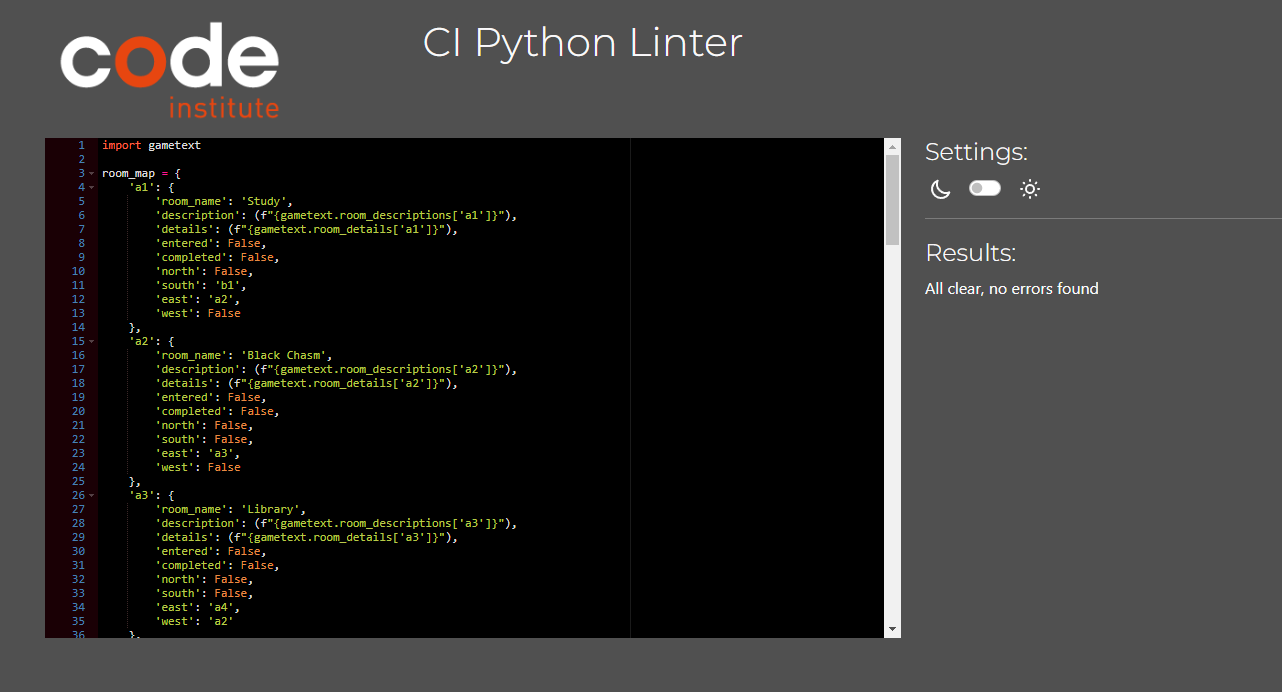 code
institute
CI Python Linter
1 import gametext
2
3 room_map = {
4 'a1': {
5 'room_name': 'Study',
6 'description': (f"{gametext.room_descriptions['a1']}"),
7 'details': (f"{gametext.room_details['a1']}"),
8 'entered': False,
9 'completed': False,
10 'north': False,
11 'south': 'b1',
12 'east': 'a2',
13 'west': False
14 },
15 'a2': {
16 'room_name': 'Black Chasm',
17 'description': (f"{gametext.room_descriptions['a2']}"),
18 'details': (f"{gametext.room_details['a2']}"),
19 'entered': False,
20 'completed': False,
21 'north': False,
22 'south': False,
23 'east': 'a3',
24 'west': False
25 },
26 'a3': {
27 'room_name': 'Library',
28 'description': (f"{gametext.room_descriptions['a3']}"),
29 'details': (f"{gametext.room_details['a3']}"),
30 'entered': False,
31 'completed': False,
32 'north': False,
33 'south': False,
34 'east': 'a4',
35 'west': 'a2'
36 },
Settings:
Results:
All clear, no errors found